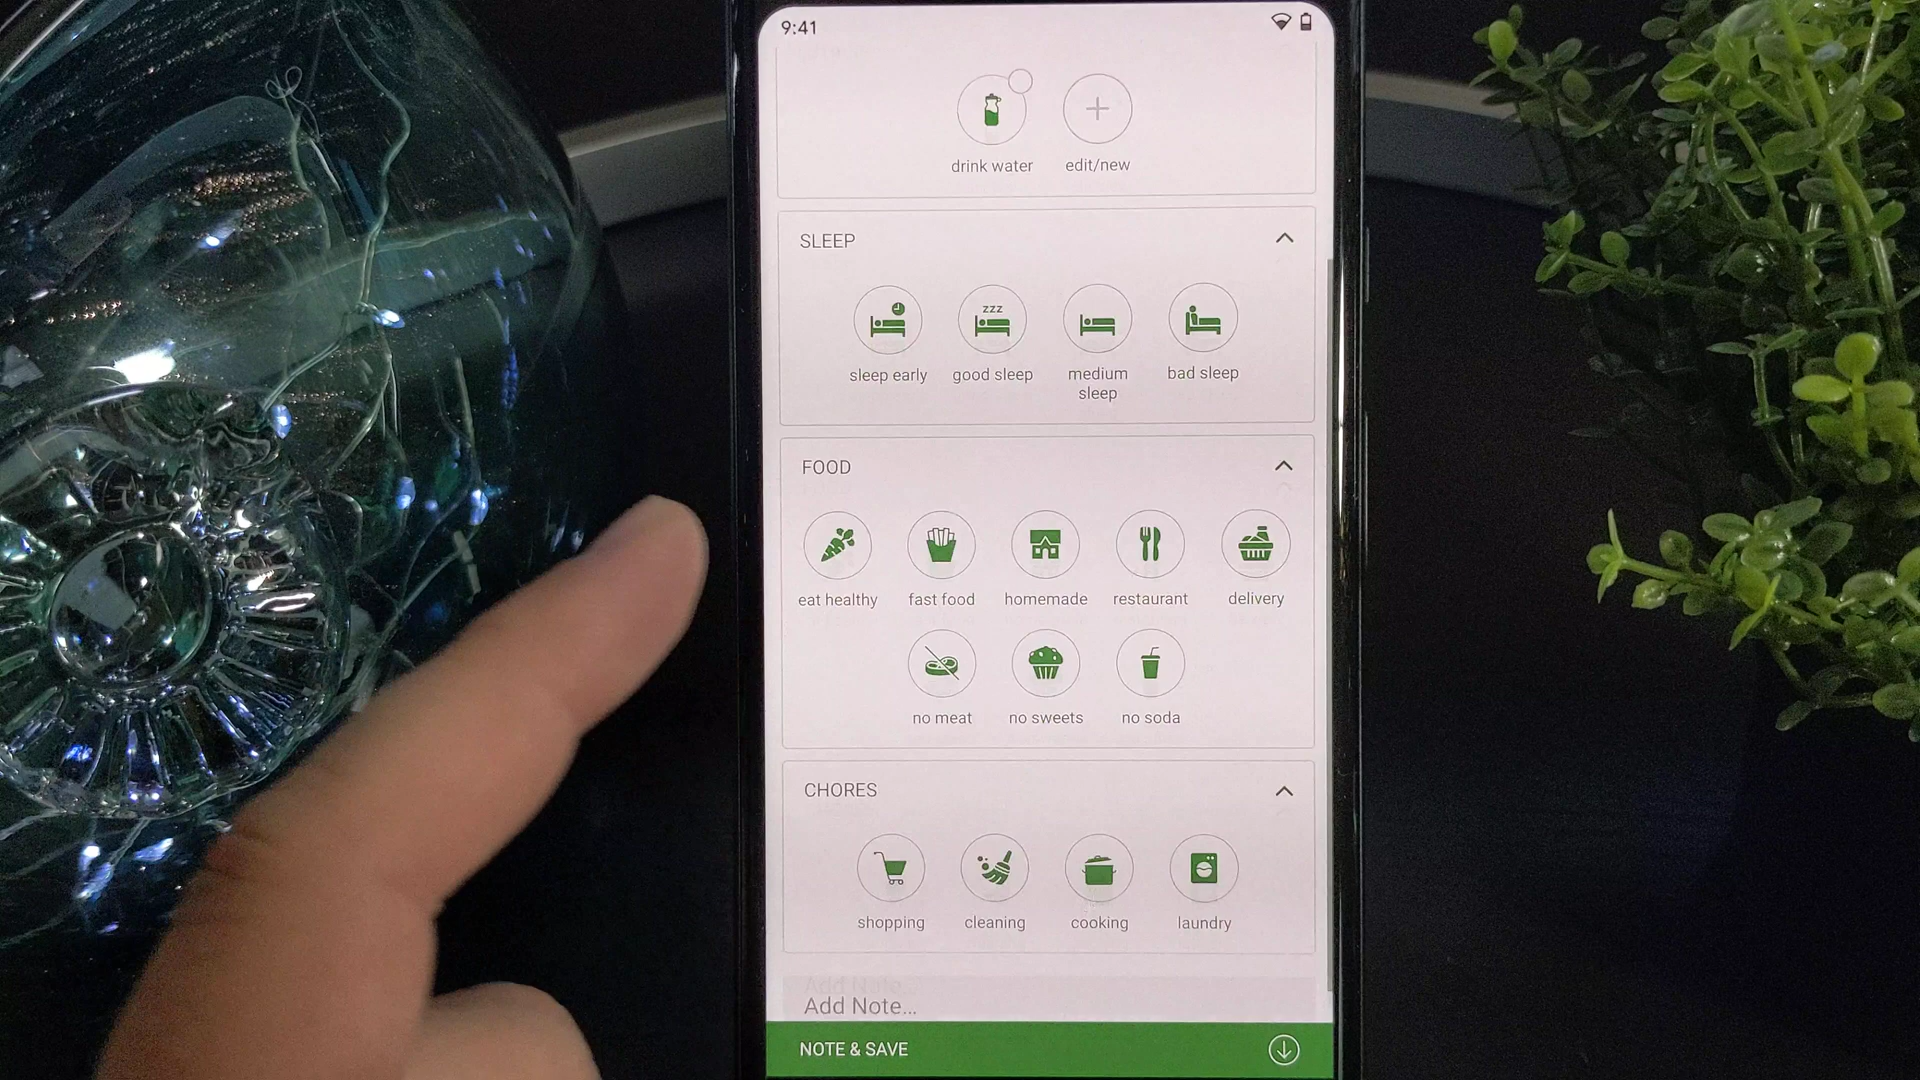 9:41
drink water edit/new
SLEEP
zzz
sleep early good sleep medium sleep bad sleep
FOOD
eat healthy fast food homemade restaurant delivery
no meat no sweets no soda
CHORES
shopping cleaning cooking laundry
Add Note...
NOTE & SAVE